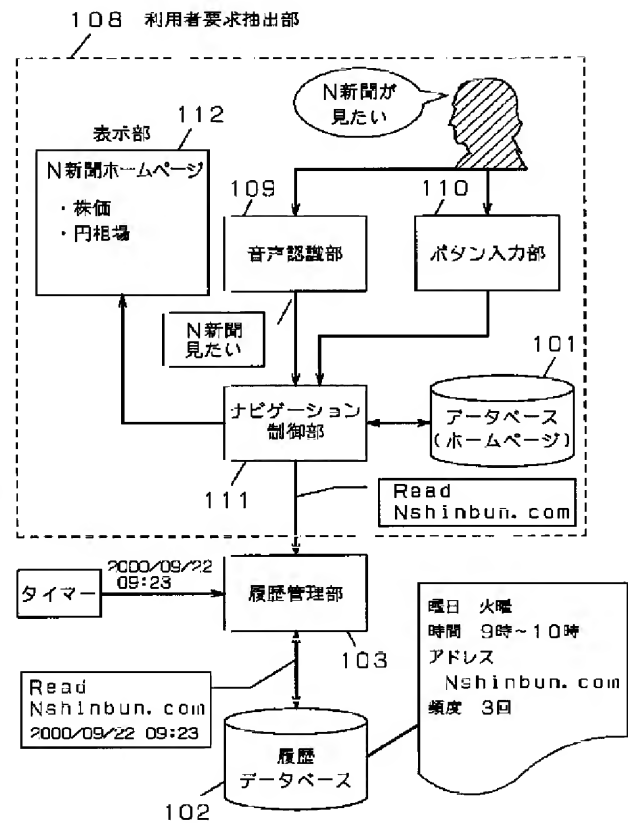 108 利用者要求抽出部
N新聞が
見たい
112
表示部
N新聞ホームページ
・株価
・円相場
109
音声認識部
110
ボタン入力部
N新聞
見たい
101
データベース
(ホームページ)
ナビゲーション
制御部
111
Read
Nshinbun.com
タイマー
2000/09/22
09:23
履歴管理部
103
Read
Nshinbun.com
2000/09/22 09:23
履歴
データベース
102
曜日 火曜
時間 9時~10時
アドレス
Nshinbun.com
頻度 3回